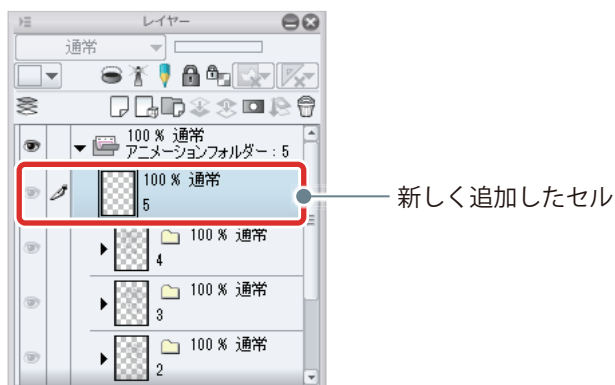 レイヤー
通常
100 % 通常
アニメーションフォルダー : 5
100 % 通常
5
新しく追加したセル
100 % 通常
4
100 % 通常
3
100 % 通常
2